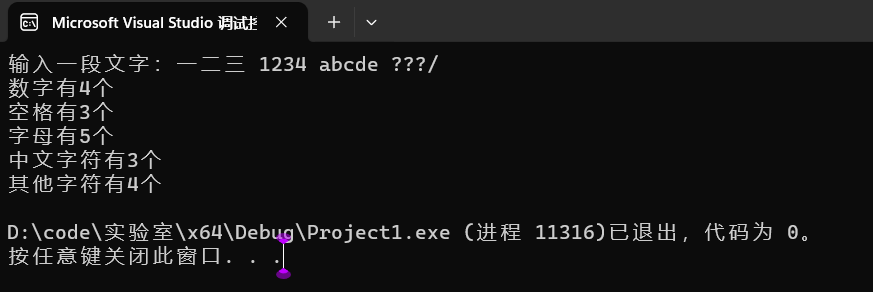 Microsoft Visual Studio 调试
输入一段文字：一二三 1234 abcde ???/
数字有4个
空格有3个
字母有5个
中文字符有3个
其他字符有4个
D:\code\实验室\x64\Debug\Project1.exe (进程 11316)已退出，代码为 0。
按任意键关闭此窗口. . .